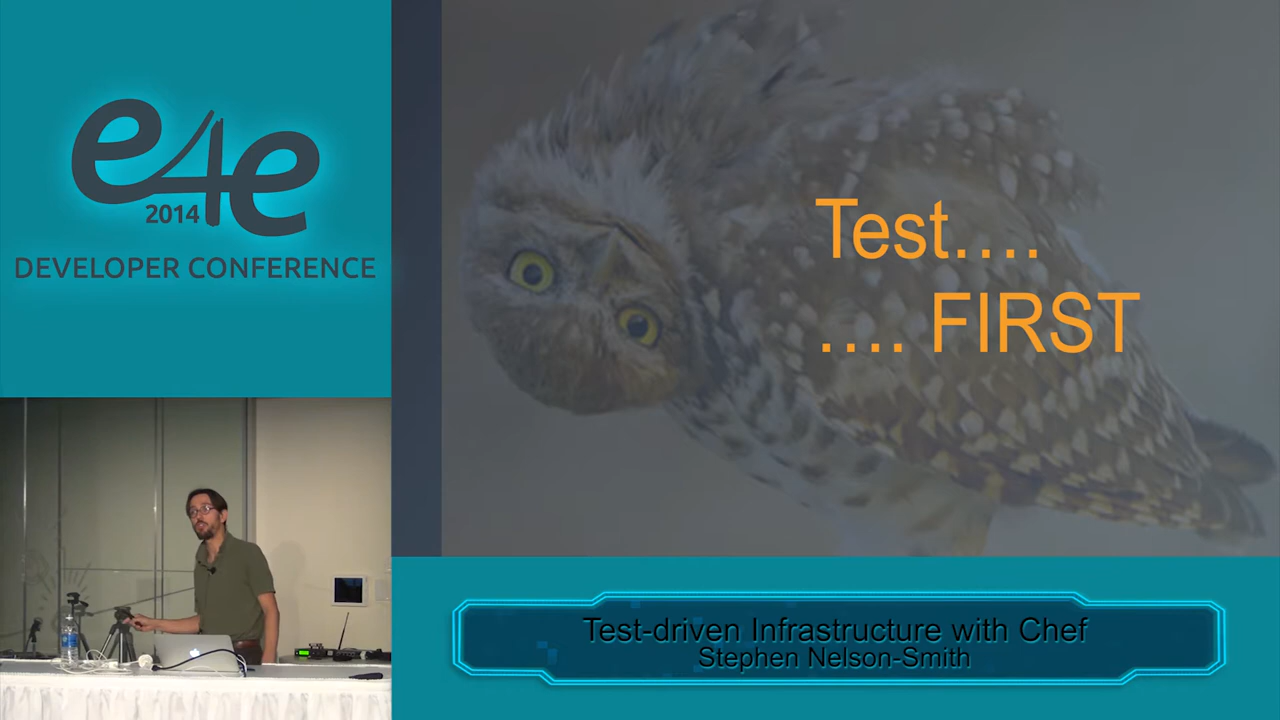 e4e
2014
DEVELOPER CONFERENCE
Test....
.... FIRST
Test-driven Infrastructure with Chef
Stephen Nelson-Smith